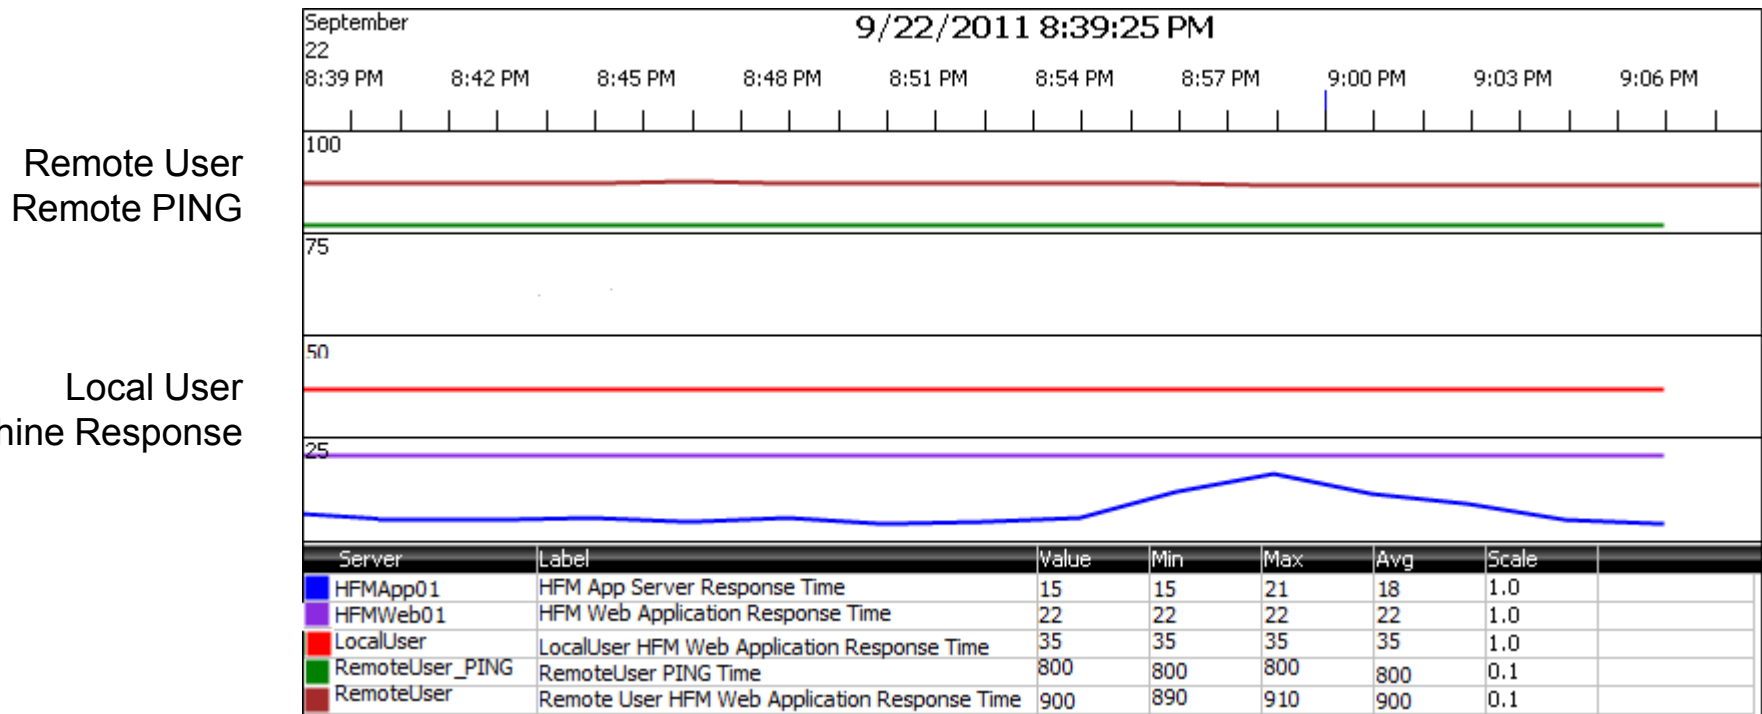 September
9/22/2011 8:39:25 PM
22
8:39 PM 8:42 PM 8:45 PM 8:48 PM 8:51 PM 8:54 PM 8:57 PM 9:00 PM 9:03 PM 9:06 PM
100
Remote User
Remote PING
75
50
Local User
hine Response
25
Server Label Value Min Max Avg Scale
HFMApp01 HFM App Server Response Time 15 15 21 18 1.0
HFMWeb01 HFM Web Application Response Time 22 22 22 22 1.0
LocalUser LocalUser HFM Web Application Response Time 35 35 35 35 1.0
RemoteUser_PING RemoteUser PING Time 800 800 800 800 0.1
RemoteUser Remote User HFM Web Application Response Time 900 890 910 900 0.1